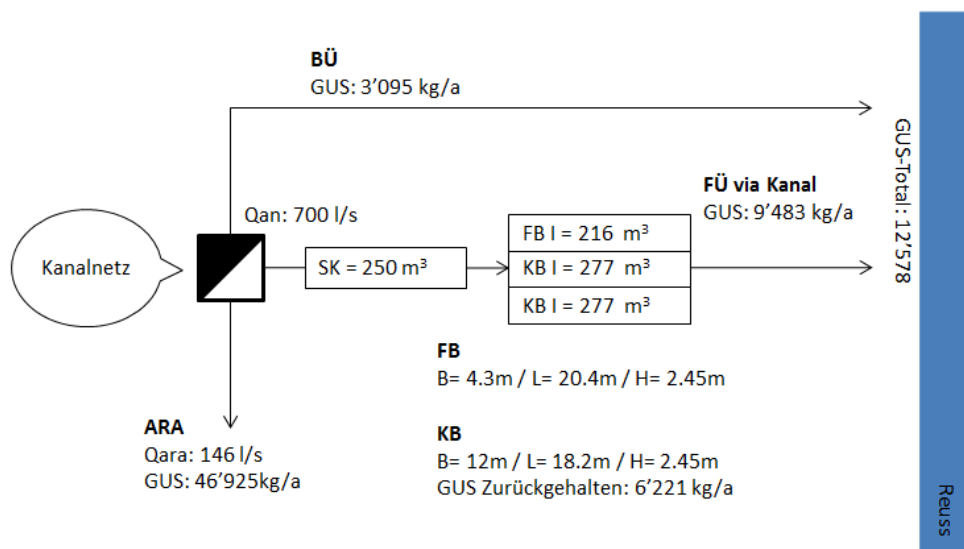 BÜ
GUS: 3’095 kg/a
GUS-Total: 12’578
FÜ via Kanal
GUS: 9’483 kg/a
Qan: 700 l/s
Kanalnetz
SK = 250 m³
FB I = 216 m³
KB I = 277 m³
KB I = 277 m³
FB
B= 4.3m / L= 20.4m / H= 2.45m
ARA
Qara: 146 l/s
GUS: 46’925kg/a
KB
B= 12m / L= 18.2m / H= 2.45m
GUS Zurückgehalten: 6’221 kg/a
Reuss